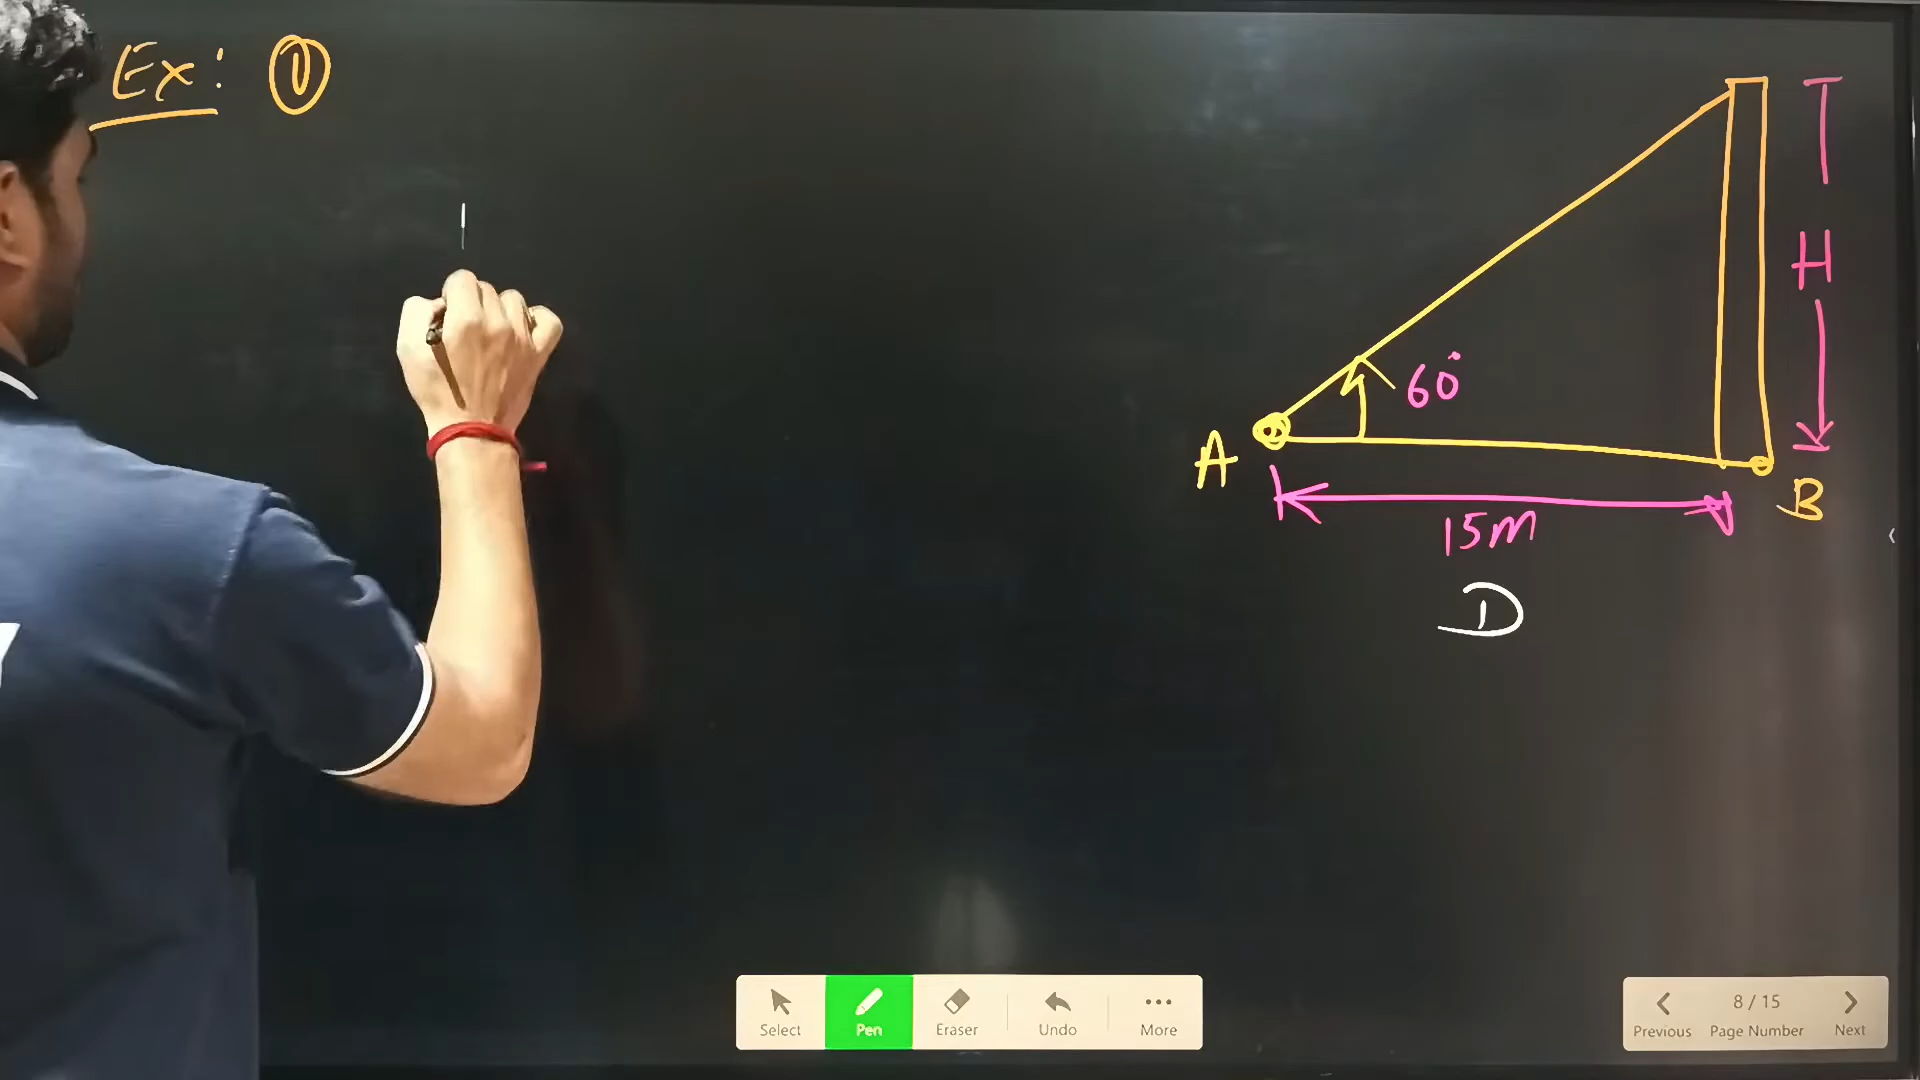 Ex: 1
H
60°
A
B
15m
D
Select
Pen
Eraser
Undo
More
8 / 15
Previous
Page Number
Next